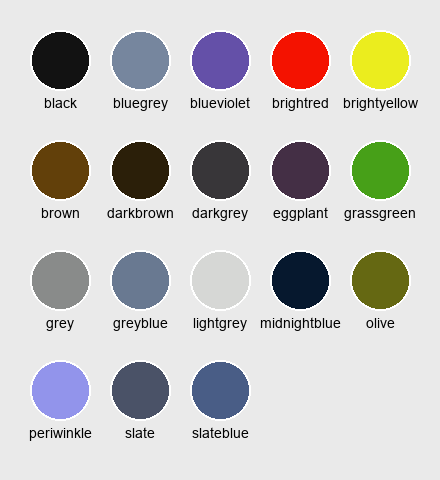 black bluegrey blueviolet brightred brightyellow
brown darkbrown darkgrey eggplant grassgreen
grey greyblue lightgrey midnightblue olive
periwinkle slate slateblue